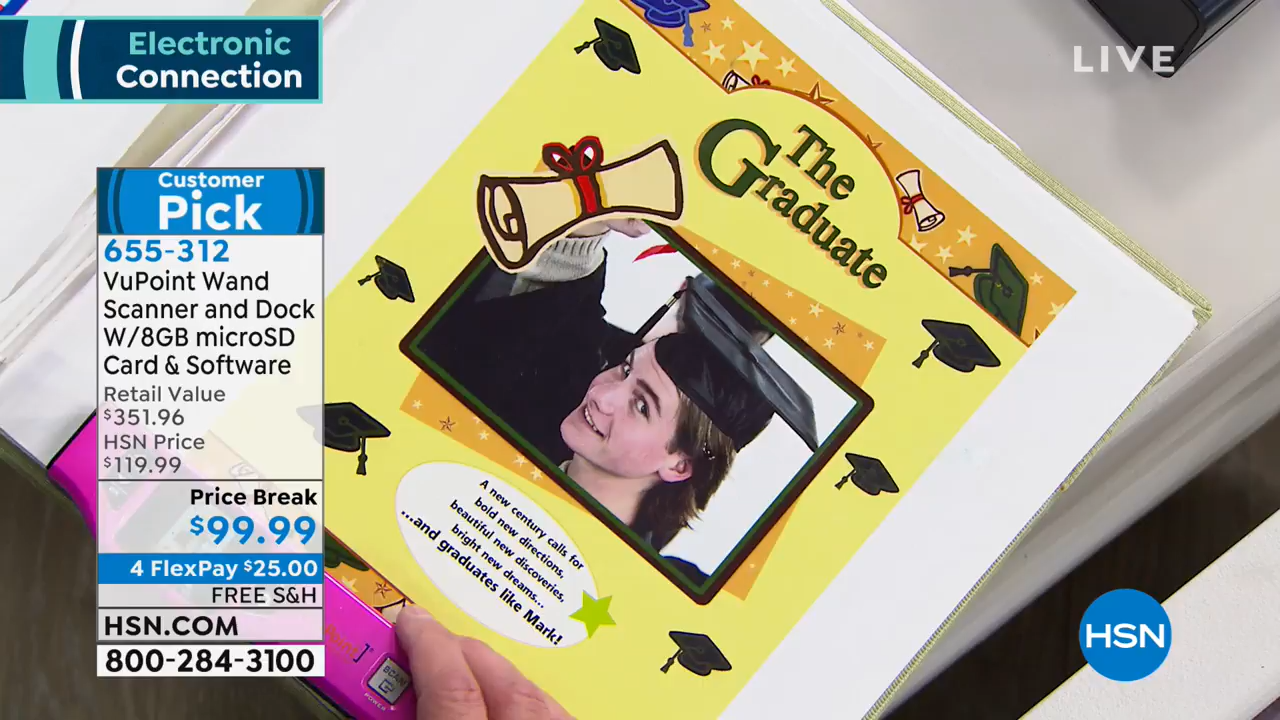 Electronic
Connection
LIVE
Customer
Pick
655-312
VuPoint Wand
Scanner and Dock
W/8GB microSD
Card & Software
Retail Value
$351.96
HSN Price
$119.99
Price Break
$99.99
4 FlexPay $25.00
FREE S&H
HSN.COM
800-284-3100
The
Graduate
A new century calls for
bold new directions,
beautiful new discoveries,
bright new dreams...
...and graduates like Mark!
SCAN
POWER
HSN